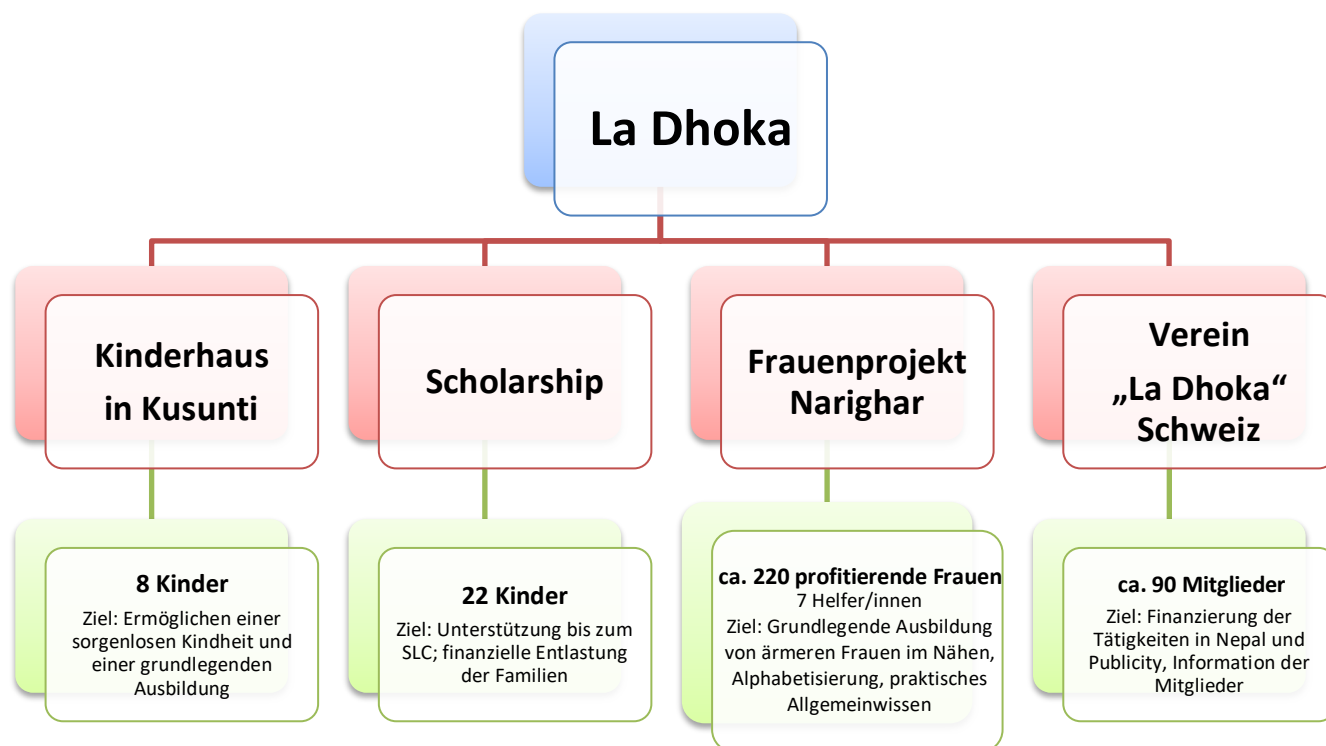 La Dhoka
Kinderhaus
in Kusunti
Scholarship
Frauenprojekt
Narighar
Verein
„La Dhoka“
Schweiz
8 Kinder
Ziel: Ermöglichen einer
sorgenlosen Kindheit und
einer grundlegenden
Ausbildung
22 Kinder
Ziel: Unterstützung bis zum
SLC; finanzielle Entlastung
der Familien
ca. 220 profitierende Frauen
7 Helfer/innen
Ziel: Grundlegende Ausbildung
von ärmeren Frauen im Nähen,
Alphabetisierung, praktisches
Allgemeinwissen
ca. 90 Mitglieder
Ziel: Finanzierung der
Tätigkeiten in Nepal und
Publicity, Information der
Mitglieder